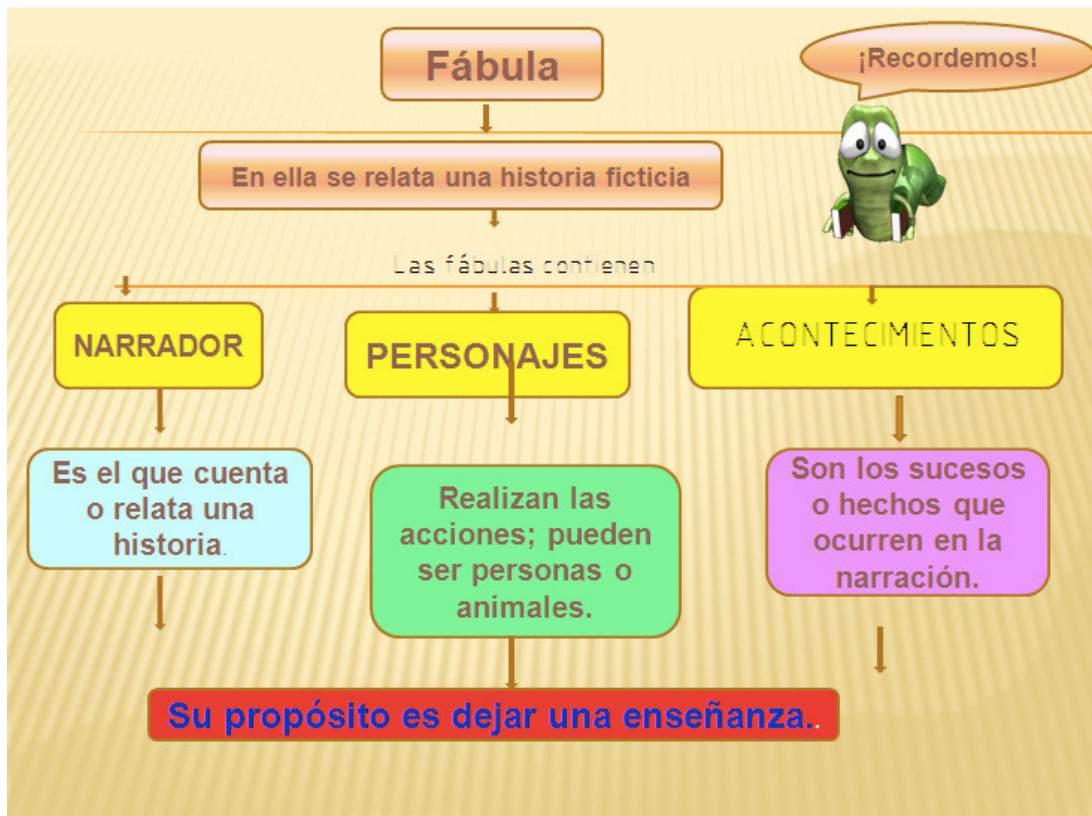 Fábula
¡Recordemos!
En ella se relata una historia ficticia
Las fábulas contienen
NARRADOR
PERSONAJES
ACONTECIMIENTOS
Es el que cuenta
o relata una
historia.
Realizan las
acciones; pueden
ser personas o
animales.
Son los sucesos
o hechos que
ocurren en la
narración.
Su propósito es dejar una enseñanza..